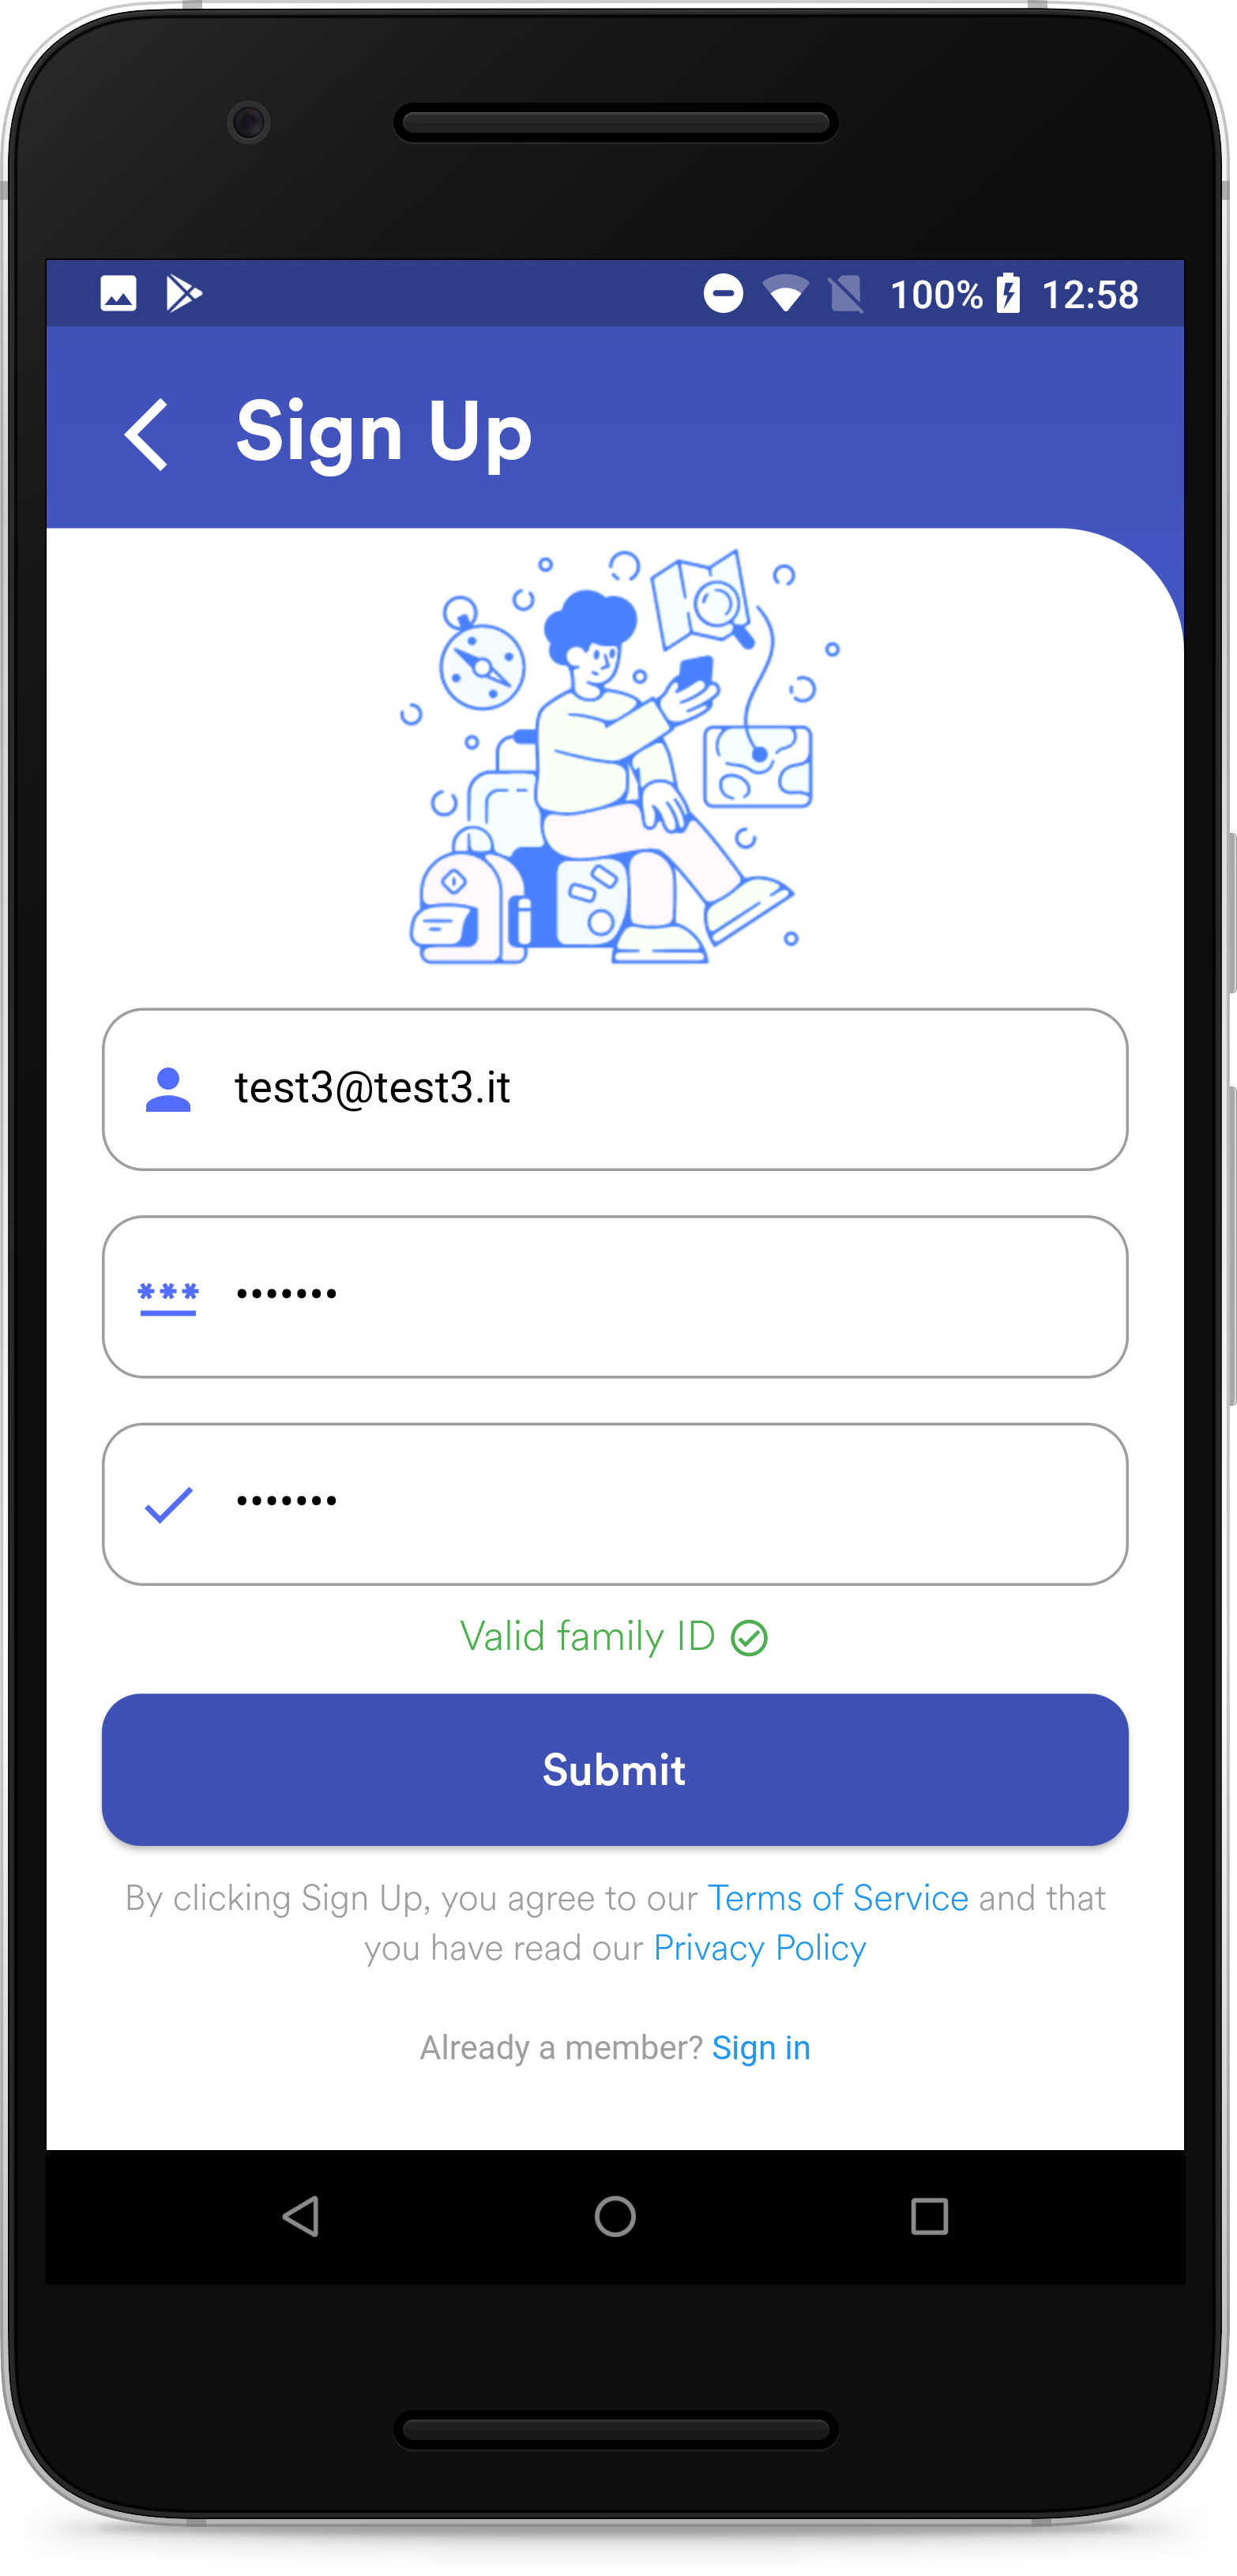 100% 12:58
Sign Up
test3@test3.it
***
•••••••
•••••••
Valid family ID
Submit
By clicking Sign Up, you agree to our Terms of Service and that
you have read our Privacy Policy
Already a member? Sign in